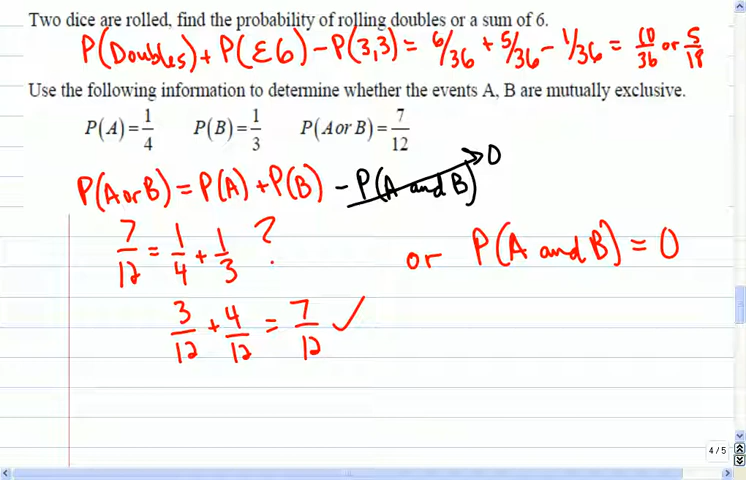 Two dice are rolled, find the probability of rolling doubles or a sum of 6.
P(Doubles) + P(Σ6) - P(3,3) = 6/36 + 5/36 - 1/36 = 10/36 or 5/18
Use the following information to determine whether the events A, B are mutually exclusive.
P(A) = 1/4 P(B) = 1/3 P(A or B) = 7/12
P(A or B) = P(A) + P(B) - P(A and B) → 0
7/12 = 1/4 + 1/3 ?
or P(A and B) = 0
3/12 + 4/12 = 7/12 ✓
4 / 5